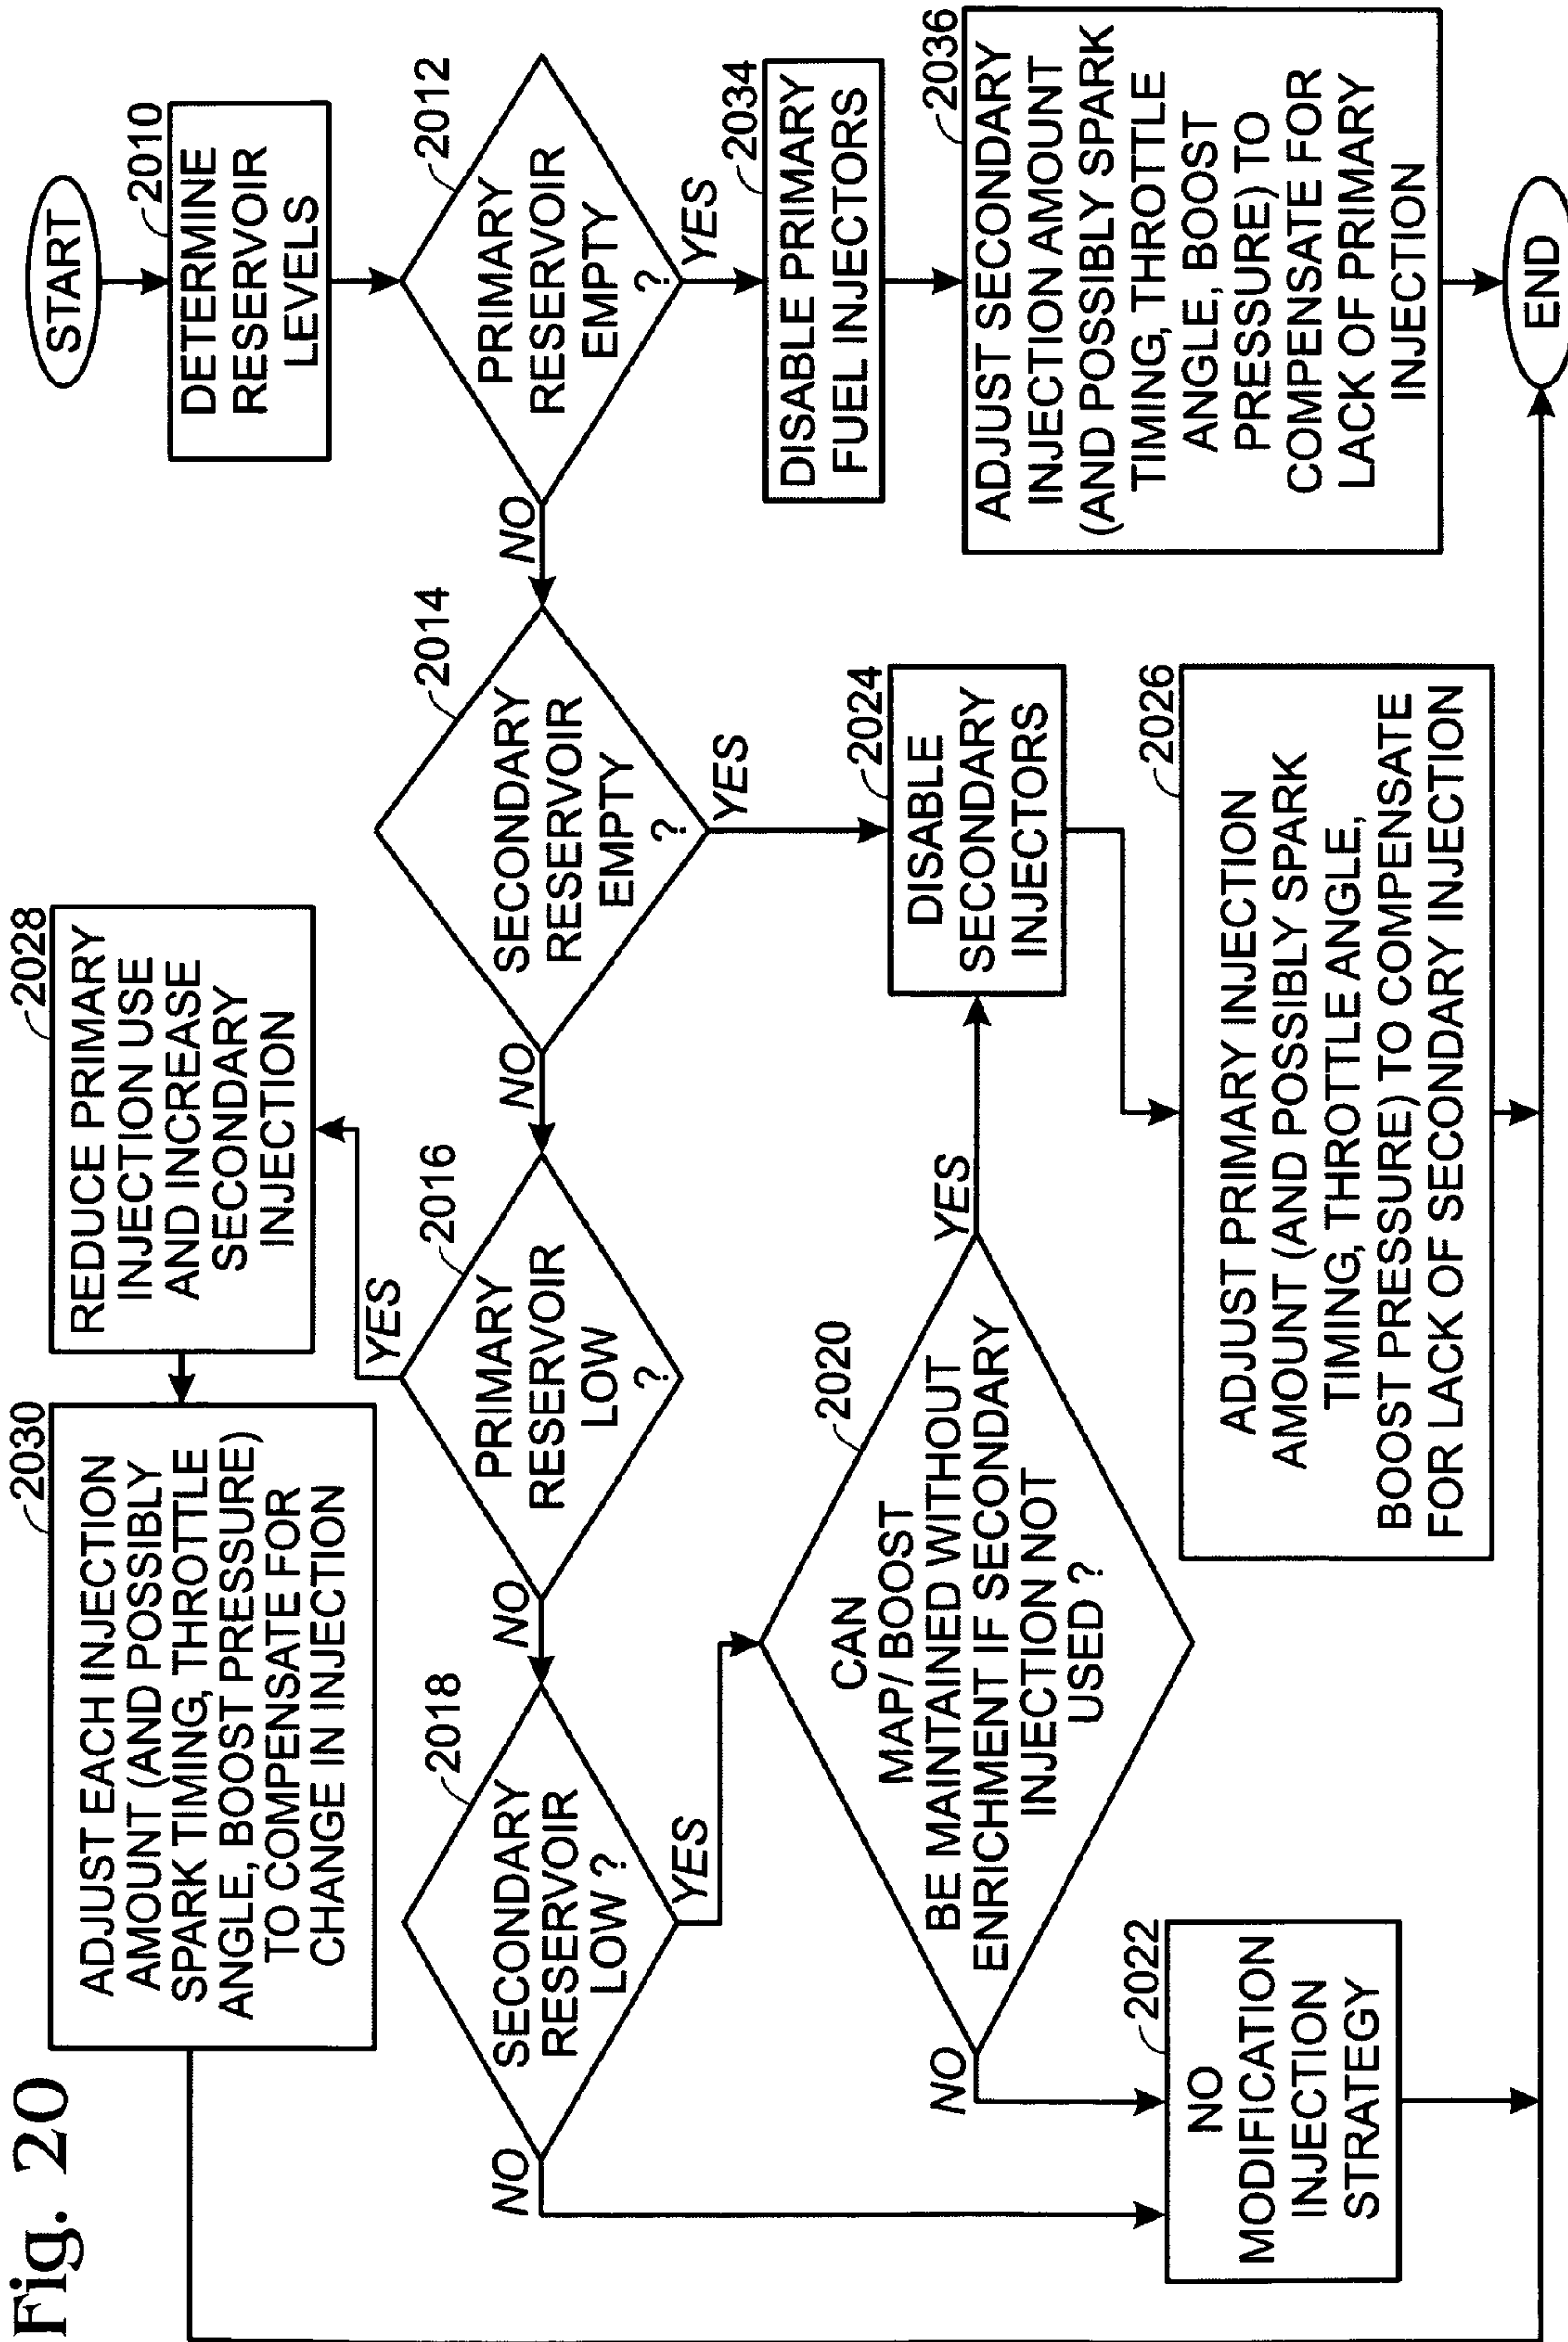 Fig. 20
START
2010
DETERMINE
RESERVOIR
LEVELS
2012
PRIMARY
RESERVOIR
EMPTY
?
YES
NO
2034
DISABLE PRIMARY
FUEL INJECTORS
2036
ADJUST SECONDARY
INJECTION AMOUNT
(AND POSSIBLY SPARK
TIMING, THROTTLE
ANGLE, BOOST
PRESSURE) TO
COMPENSATE FOR
LACK OF PRIMARY
INJECTION
END
2014
SECONDARY
RESERVOIR
EMPTY
?
YES
NO
2024
DISABLE
SECONDARY
INJECTORS
2026
ADJUST PRIMARY INJECTION
AMOUNT (AND POSSIBLY SPARK
TIMING, THROTTLE ANGLE,
BOOST PRESSURE) TO COMPENSATE
FOR LACK OF SECONDARY INJECTION
2016
PRIMARY
RESERVOIR
LOW
?
YES
NO
2028
REDUCE PRIMARY
INJECTION USE
AND INCREASE
SECONDARY
INJECTION
2030
ADJUST EACH INJECTION
AMOUNT (AND POSSIBLY
SPARK TIMING, THROTTLE
ANGLE, BOOST PRESSURE)
TO COMPENSATE FOR
CHANGE IN INJECTION
2018
SECONDARY
RESERVOIR
LOW ?
YES
NO
2020
CAN
MAP/ BOOST
BE MAINTAINED WITHOUT
ENRICHMENT IF SECONDARY
INJECTION NOT
USED ?
YES
NO
2022
NO
MODIFICATION
INJECTION
STRATEGY